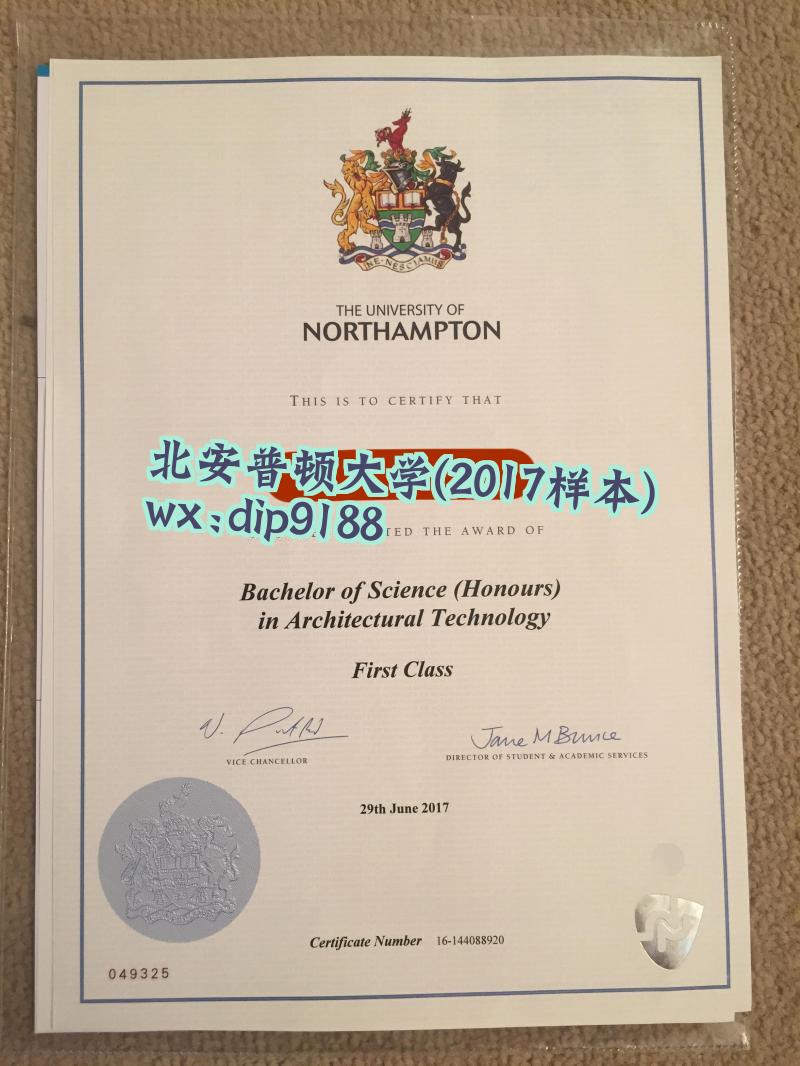 NE·NESCIAMUS
THE UNIVERSITY OF
NORTHAMPTON
THIS IS TO CERTIFY THAT
北安普顿大学(2017样本)
wx:dip9188
TED THE AWARD OF
Bachelor of Science (Honours)
in Architectural Technology
First Class
Jane M Bunce
VICE CHANCELLOR
DIRECTOR OF STUDENT & ACADEMIC SERVICES
29th June 2017
Certificate Number 16-144088920
049325